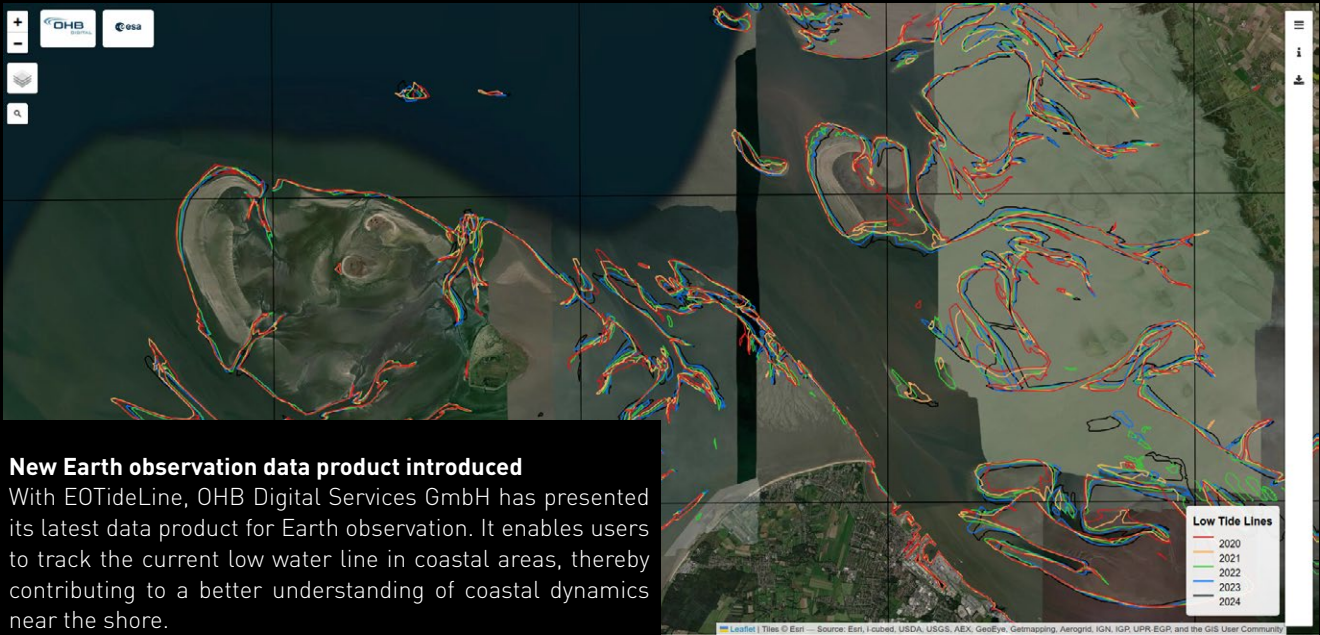 +
−
OHB
DIGITAL
esa
New Earth observation data product introduced
With EOTideLine, OHB Digital Services GmbH has presented
its latest data product for Earth observation. It enables users
to track the current low water line in coastal areas, thereby
contributing to a better understanding of coastal dynamics
near the shore.
Low Tide Lines
2020
2021
2022
2023
2024
Leaflet | Tiles © Esri — Source: Esri, i-cubed, USDA, USGS, AEX, GeoEye, Getmapping, Aerogrid, IGN, IGP, UPR-EGP, and the GIS User Community